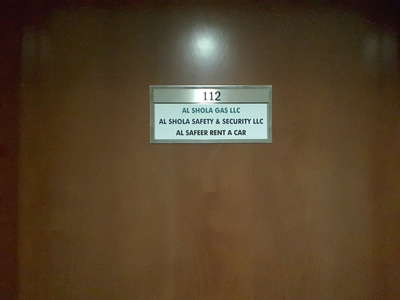 112
AL SHOLA GAS LLC
AL SHOLA SAFETY & SECURITY LLC
AL SAFEER RENT A CAR